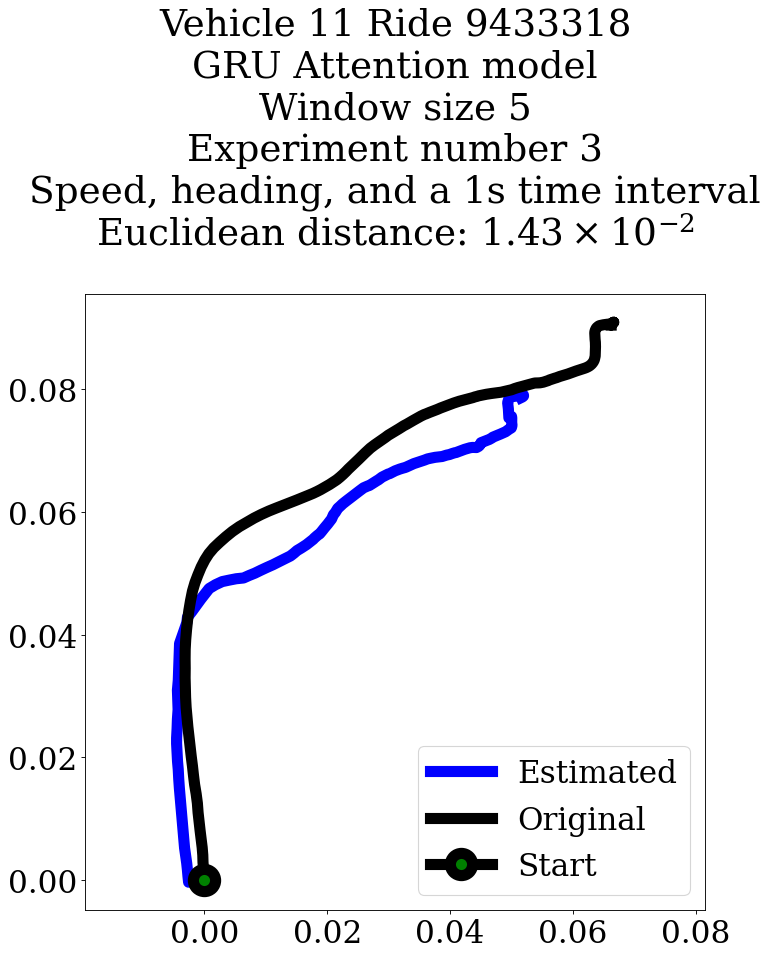 Vehicle 11 Ride 9433318
GRU Attention model
Window size 5
Experiment number 3
Speed, heading, and a 1s time interval
Euclidean distance: 1.43 × 10⁻²
0.08
0.06
0.04
0.02
0.00
Estimated
Original
Start
0.00 0.02 0.04 0.06 0.08